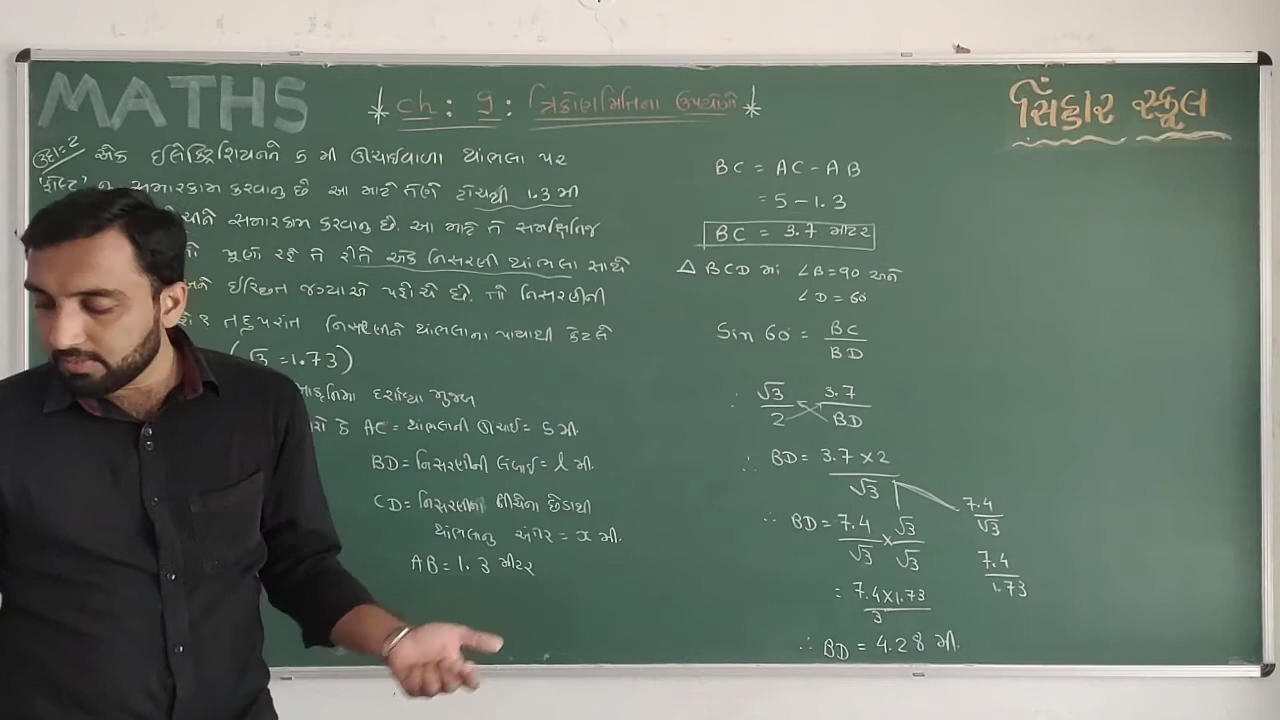 MATHS
ch : 9 : ત્રિકોણમિતિના ઉપયોગો
સિંકાર સ્કૂલ
ઉદા:2 એક ઇલેક્ટ્રિશિયનને 5 મી ઊંચાઈવાળા થાંભલા પર
સમારકામ કરવાનુ છે આ માટે તેણે ટોચથી 1.3 મી
સમારકામ કરવાનુ છે. આ માટે તે સમક્ષિતિજ
ખૂણો રહે તે રીતે એક નિસરણી થાંભલા સાથે
ઇચ્છિત જગ્યાએ પહોંચે છે. તો નિસરણીની
તદ્ઉપરાંત નિસરણીને થાંભલાના પાયાથી કેટલે
(√3 = 1.73)
આકૃતિમા દર્શાવ્યા મુજબ
કે AC = થાંભલાની ઊંચાઈ = 5 મી.
BD = નિસરણીની લંબાઈ = l મી.
CD = નિસરણીના નીચેના છેડાથી
થાંભલાનુ અંતર = x મી.
AB = 1.3 મીટર
BC = AC – AB
= 5 – 1.3
BC = 3.7 મીટર
△ BCD માં ∠B = 90 અને
∠D = 60
Sin 60 = BC / BD
∴ √3 / 2 = 3.7 / BD
∴ BD = 3.7 × 2 / √3
∴ BD = 7.4 / √3 × √3 / √3
= 7.4 × 1.73 / 3
∴ BD = 4.28 મી.
7.4 / √3
7.4 / 1.73